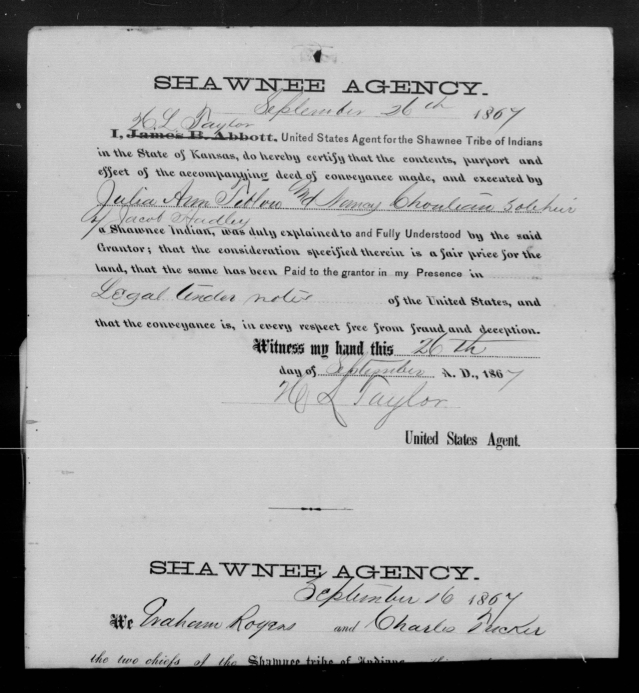 SHAWNEE AGENCY.
September 26th 1867
H L Taylor
I, James B. Abbott, United States Agent for the Shawnee Tribe of Indians
in the State of Kansas, do hereby certify that the contents, purport and
effect of the accompanying deed of conveyance made, and executed by
Julia Ann and Nancy
of Jacob Hadley
a Shawnee Indian, was duly explained to and Fully Understood by the said
Grantor; that the consideration specified therein is a fair price for the
land, that the same has been Paid to the grantor in my Presence in
Legal tender notes of the United States, and
that the conveyance is, in every respect free from fraud and deception.
Witness my hand this 26th
day of September A. D., 1867
H L Taylor
United States Agent.
SHAWNEE AGENCY.
September 26 1867
We Graham Rogers and Charles Tucker
the two chiefs of the Shawnee tribe of Indians